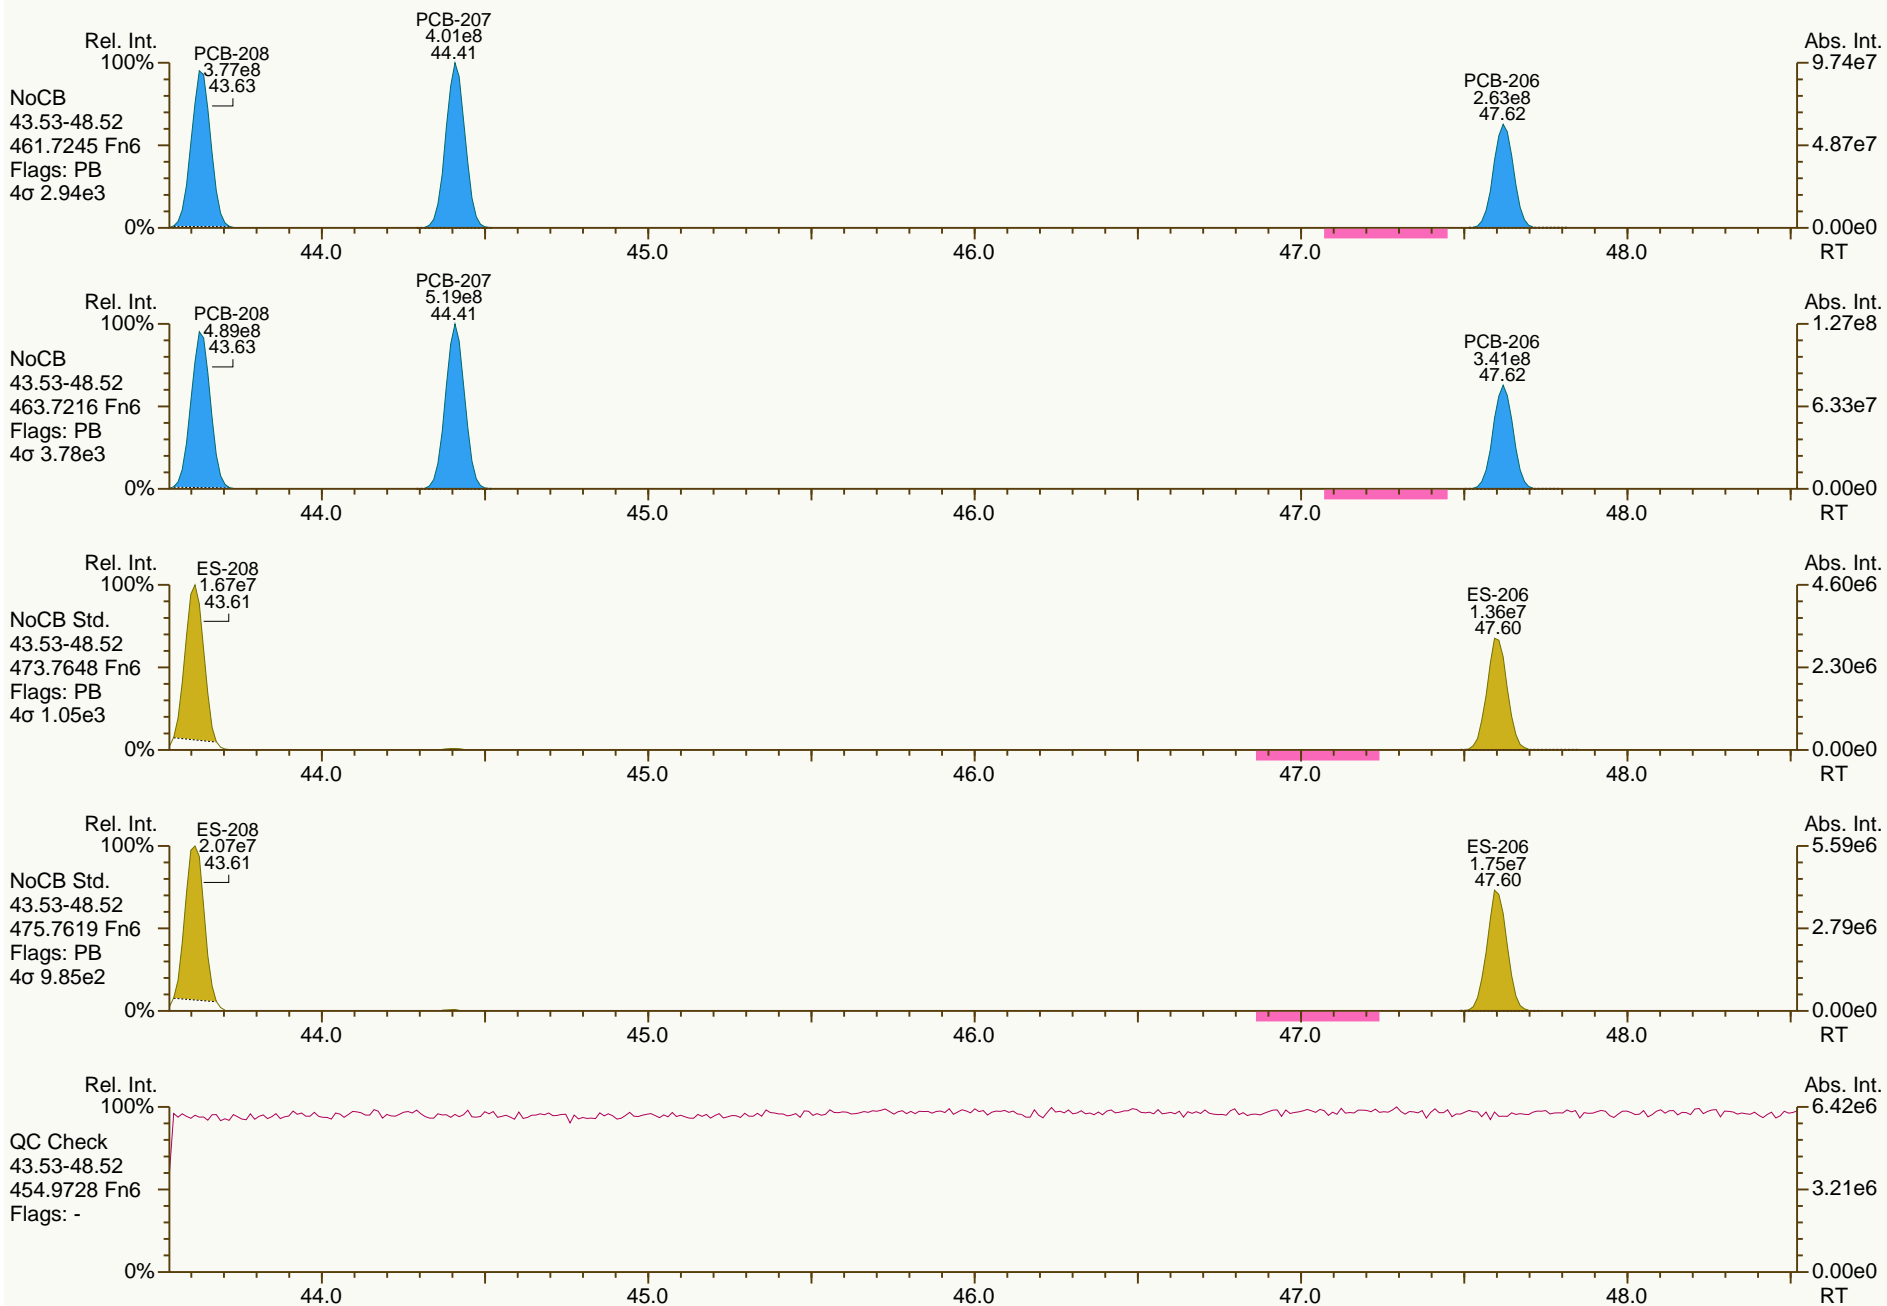 PCB-207
4.01e8
44.41
Rel. Int.
PCB-208
3.77e8
43.63
PCB-206
2.63e8
47.62
Abs. Int.
100%
9.74e7
NoCB
43.53-48.52
461.7245 Fn6
Flags: PB
4σ 2.94e3
4.87e7
0%
0.00e0
44.0 45.0 46.0 47.0 48.0 RT
PCB-207
5.19e8
44.41
Rel. Int.
PCB-208
4.89e8
43.63
PCB-206
3.41e8
47.62
Abs. Int.
100%
1.27e8
NoCB
43.53-48.52
463.7216 Fn6
Flags: PB
4σ 3.78e3
6.33e7
0%
0.00e0
44.0 45.0 46.0 47.0 48.0 RT
Rel. Int.
ES-208
1.67e7
43.61
ES-206
1.36e7
47.60
Abs. Int.
100%
4.60e6
NoCB Std.
43.53-48.52
473.7648 Fn6
Flags: PB
4σ 1.05e3
2.30e6
0%
0.00e0
44.0 45.0 46.0 47.0 48.0 RT
Rel. Int.
ES-208
2.07e7
43.61
ES-206
1.75e7
47.60
Abs. Int.
100%
5.59e6
NoCB Std.
43.53-48.52
475.7619 Fn6
Flags: PB
4σ 9.85e2
2.79e6
0%
0.00e0
44.0 45.0 46.0 47.0 48.0 RT
Rel. Int.
Abs. Int.
100%
6.42e6
QC Check
43.53-48.52
454.9728 Fn6
Flags: -
3.21e6
0%
0.00e0
44.0 45.0 46.0 47.0 48.0 RT